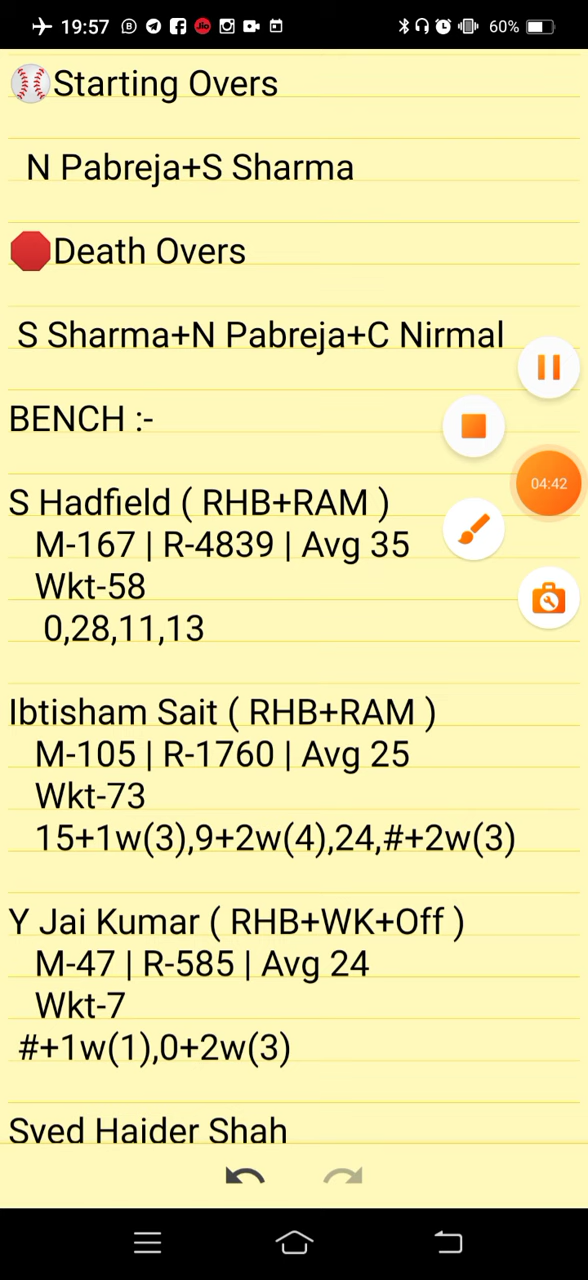 19:57
60%
Starting Overs
N Pabreja+S Sharma
Death Overs
S Sharma+N Pabreja+C Nirmal
BENCH :-
04:42
S Hadfield ( RHB+RAM )
M-167 | R-4839 | Avg 35
Wkt-58
0,28,11,13
Ibtisham Sait ( RHB+RAM )
M-105 | R-1760 | Avg 25
Wkt-73
15+1w(3),9+2w(4),24,#+2w(3)
Y Jai Kumar ( RHB+WK+Off )
M-47 | R-585 | Avg 24
Wkt-7
#+1w(1),0+2w(3)
Syed Haider Shah